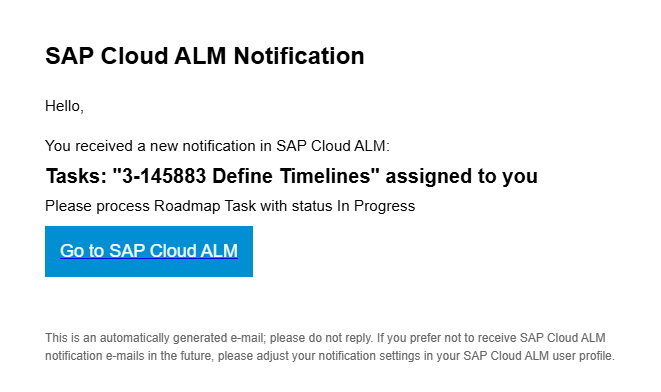 SAP Cloud ALM Notification
Hello,
You received a new notification in SAP Cloud ALM:
Tasks: "3-145883 Define Timelines" assigned to you
Please process Roadmap Task with status In Progress
Go to SAP Cloud ALM
This is an automatically generated e-mail; please do not reply. If you prefer not to receive SAP Cloud ALM
notification e-mails in the future, please adjust your notification settings in your SAP Cloud ALM user profile.